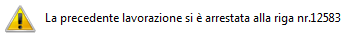 La precedente lavorazione si è arrestata alla riga nr.12583